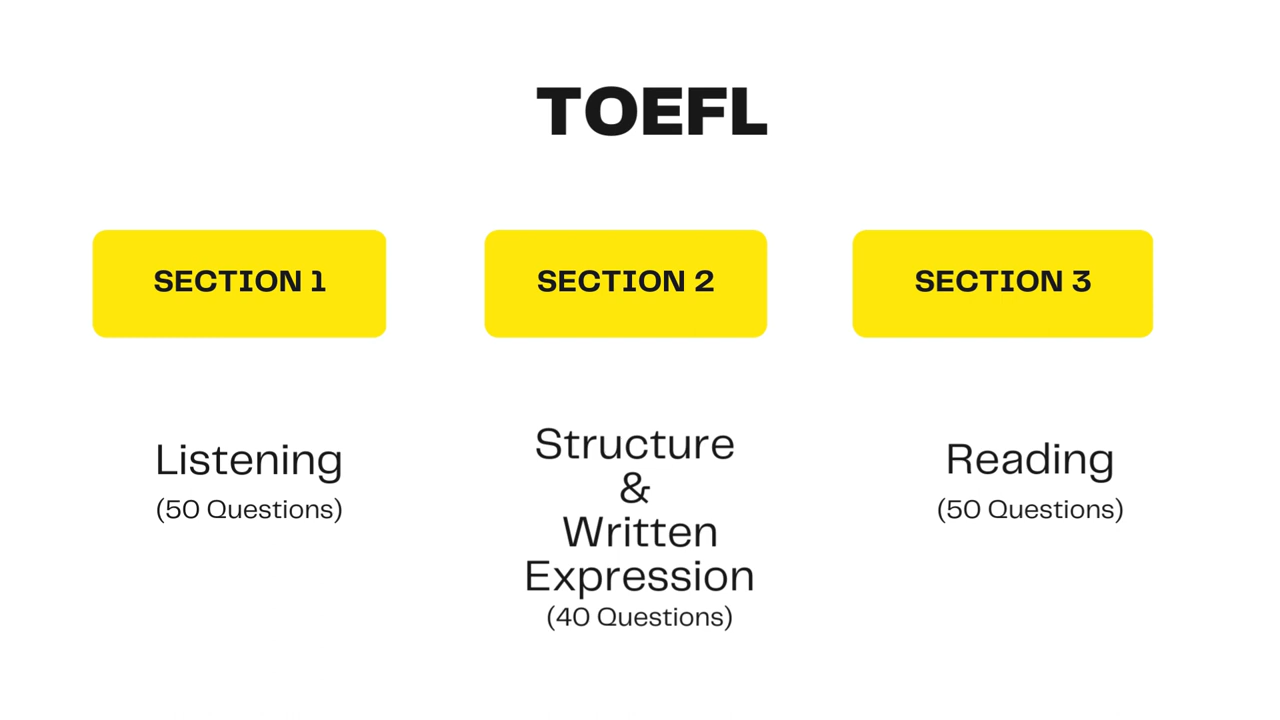 TOEFL
SECTION 1
SECTION 2
SECTION 3
Listening
(50 Questions)
Structure
&
Written
Expression
(40 Questions)
Reading
(50 Questions)